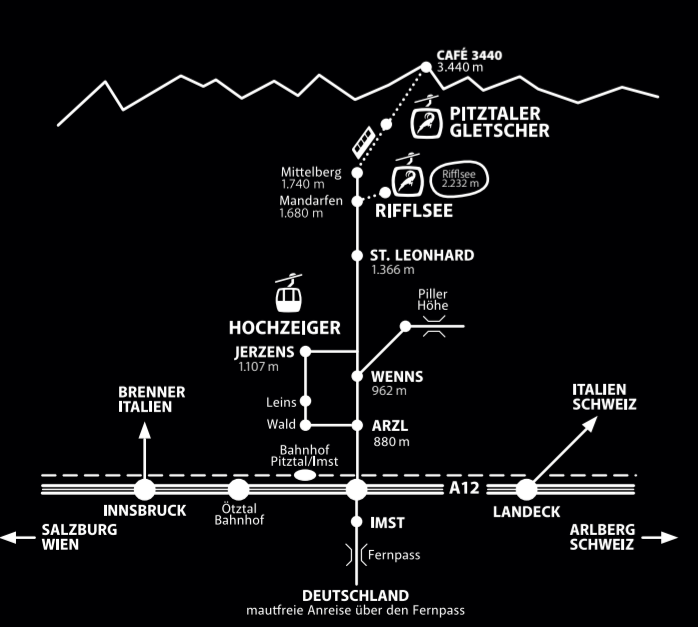 CAFÉ 3440
3.440 m
PITZTALER
GLETSCHER
Mittelberg
1.740 m
Rifflsee
2.232 m
Mandarfen
1.680 m
RIFFLSEE
ST. LEONHARD
1.366 m
Piller
Höhe
HOCHZEIGER
JERZENS
1.107 m
WENNS
962 m
BRENNER
ITALIEN
ITALIEN
SCHWEIZ
Leins
Wald
ARZL
880 m
Bahnhof
Pitztal/Imst
A12
INNSBRUCK
Ötztal
Bahnhof
LANDECK
SALZBURG
WIEN
IMST
ARLBERG
SCHWEIZ
Fernpass
DEUTSCHLAND
mautfreie Anreise über den Fernpass